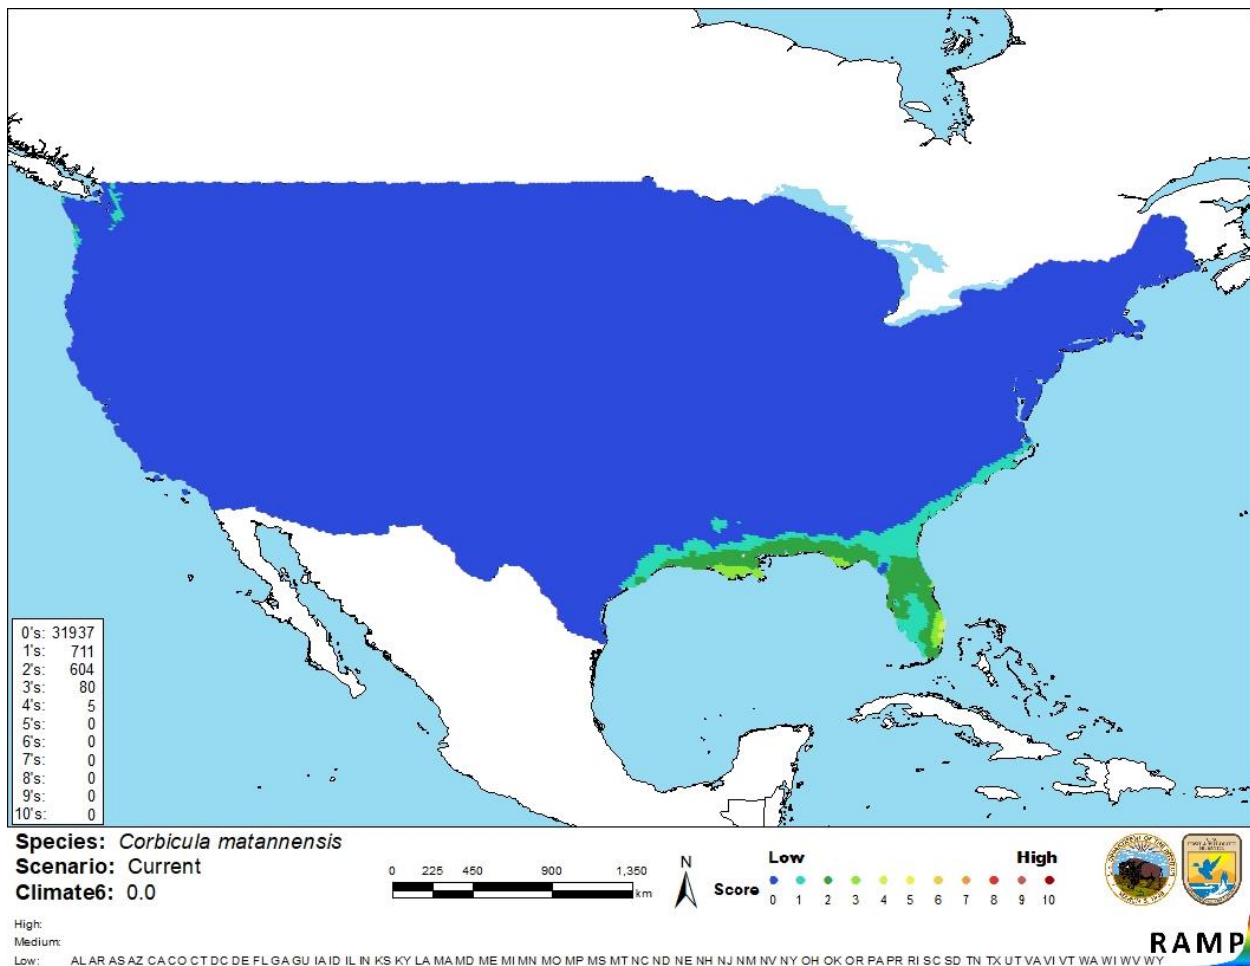 0's: 31937
1's: 711
2's: 604
3's: 80
4's: 5
5's: 0
6's: 0
7's: 0
8's: 0
9's: 0
10's: 0
Species: Corbicula matannensis
Scenario: Current
Climate6: 0.0
0 225 450 900 1,350
km
N
Low High
Score
0 1 2 3 4 5 6 7 8 9 10
High:
Medium:
Low: AL AR AS AZ CA CO CT DC DE FL GA GU IA ID IL IN KS KY LA MA MD ME MI MN MO MP MS MT NC ND NE NH NJ NM NV NY OH OK OR PA PR RI SC SD TN TX UT VA VI VT WA WI WV WY
RAMP